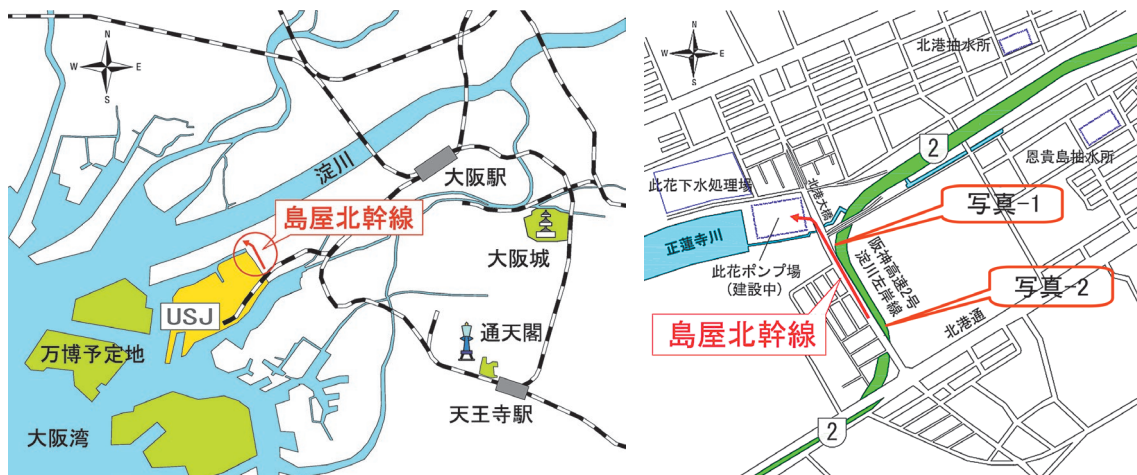 N
W E
S
淀川
大阪駅
島屋北幹線
大阪城
USJ
通天閣
万博予定地
天王寺駅
大阪湾
N
W E
S
北港抽水所
2
恩貴島抽水所
此花下水処理場
北港大橋
写真-1
正蓮寺川
此花ポンプ場
(建設中)
阪神高速2号
淀川左岸線
写真-2
島屋北幹線
北港通
2